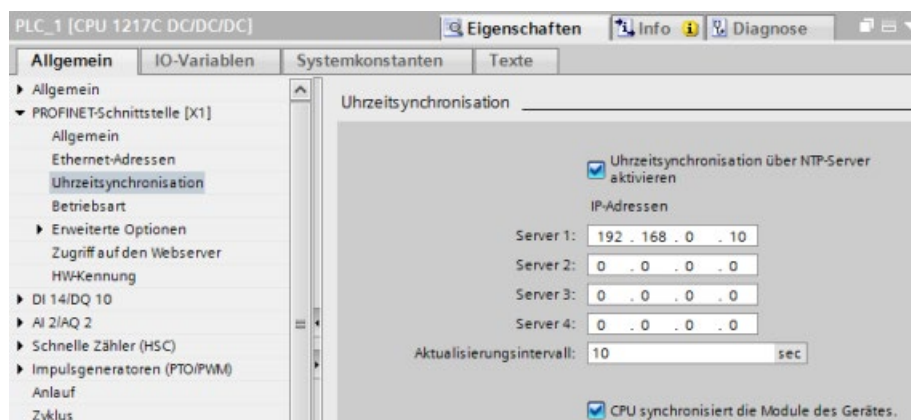 PLC_1 [CPU 1217C DC/DC/DC]
Eigenschaften
Info
Diagnose
Allgemein
IO-Variablen
Systemkonstanten
Texte
Allgemein
PROFINET-Schnittstelle [X1]
Allgemein
Ethernet-Adressen
Uhrzeitsynchronisation
Betriebsart
Erweiterte Optionen
Zugriff auf den Webserver
HW-Kennung
DI 14/DQ 10
AI 2/AQ 2
Schnelle Zähler (HSC)
Impulsgeneratoren (PTO/PWM)
Anlauf
Zyklus
Uhrzeitsynchronisation
Uhrzeitsynchronisation über NTP-Server
aktivieren
IP-Adressen
Server 1: 192 . 168 . 0 . 10
Server 2: 0 . 0 . 0 . 0
Server 3: 0 . 0 . 0 . 0
Server 4: 0 . 0 . 0 . 0
Aktualisierungsintervall: 10 sec
CPU synchronisiert die Module des Gerätes.